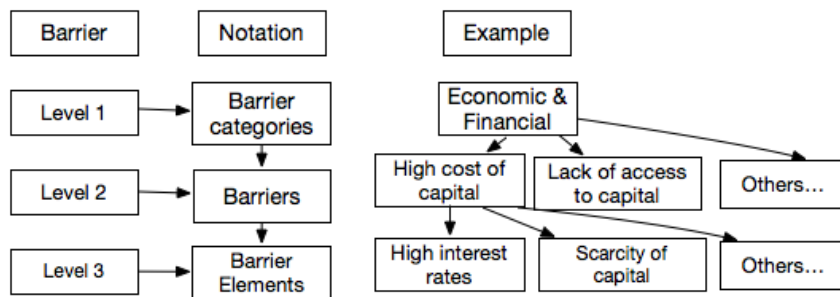 Barrier
Notation
Example
Level 1
Barrier
categories
Economic &
Financial
Level 2
Barriers
High cost of
capital
Lack of access
to capital
Others...
Level 3
Barrier
Elements
High interest
rates
Scarcity of
capital
Others...